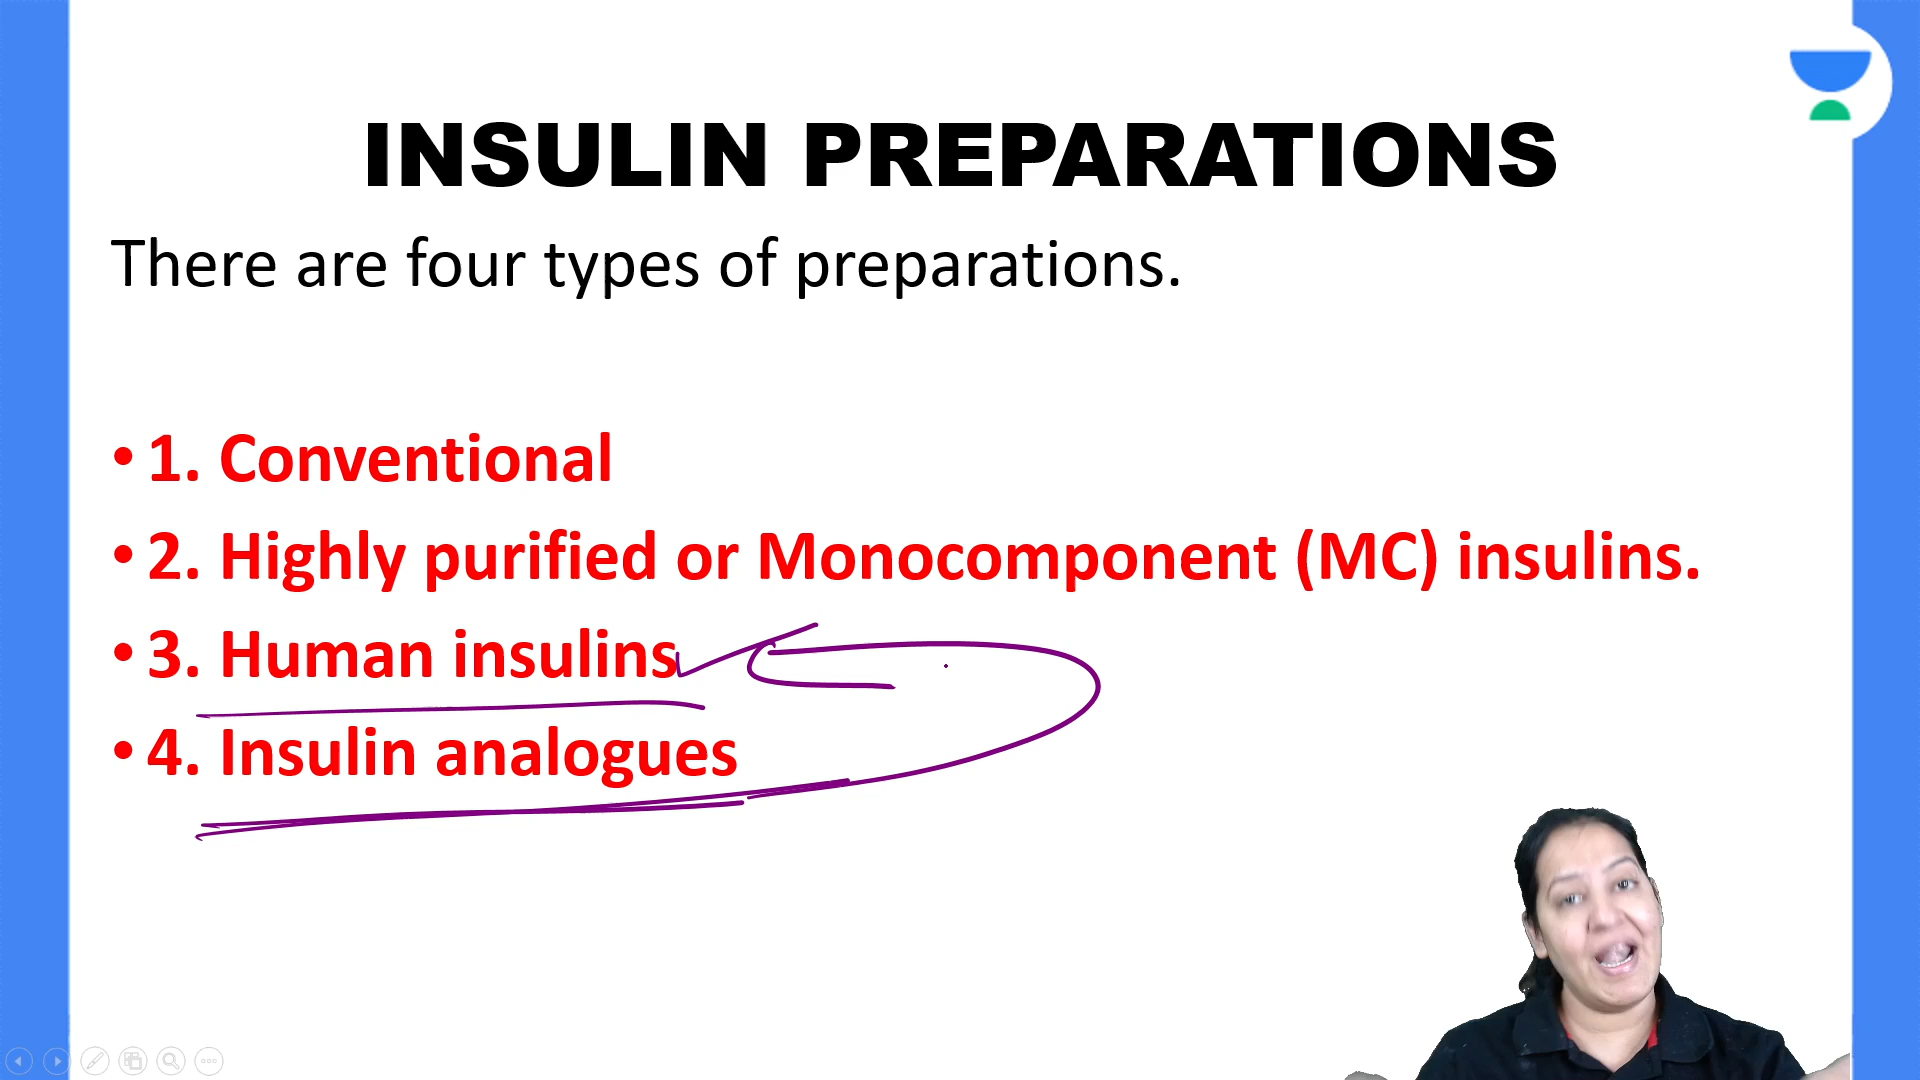 INSULIN PREPARATIONS
There are four types of preparations.
• 1. Conventional
• 2. Highly purified or Monocomponent (MC) insulins.
• 3. Human insulins
• 4. Insulin analogues